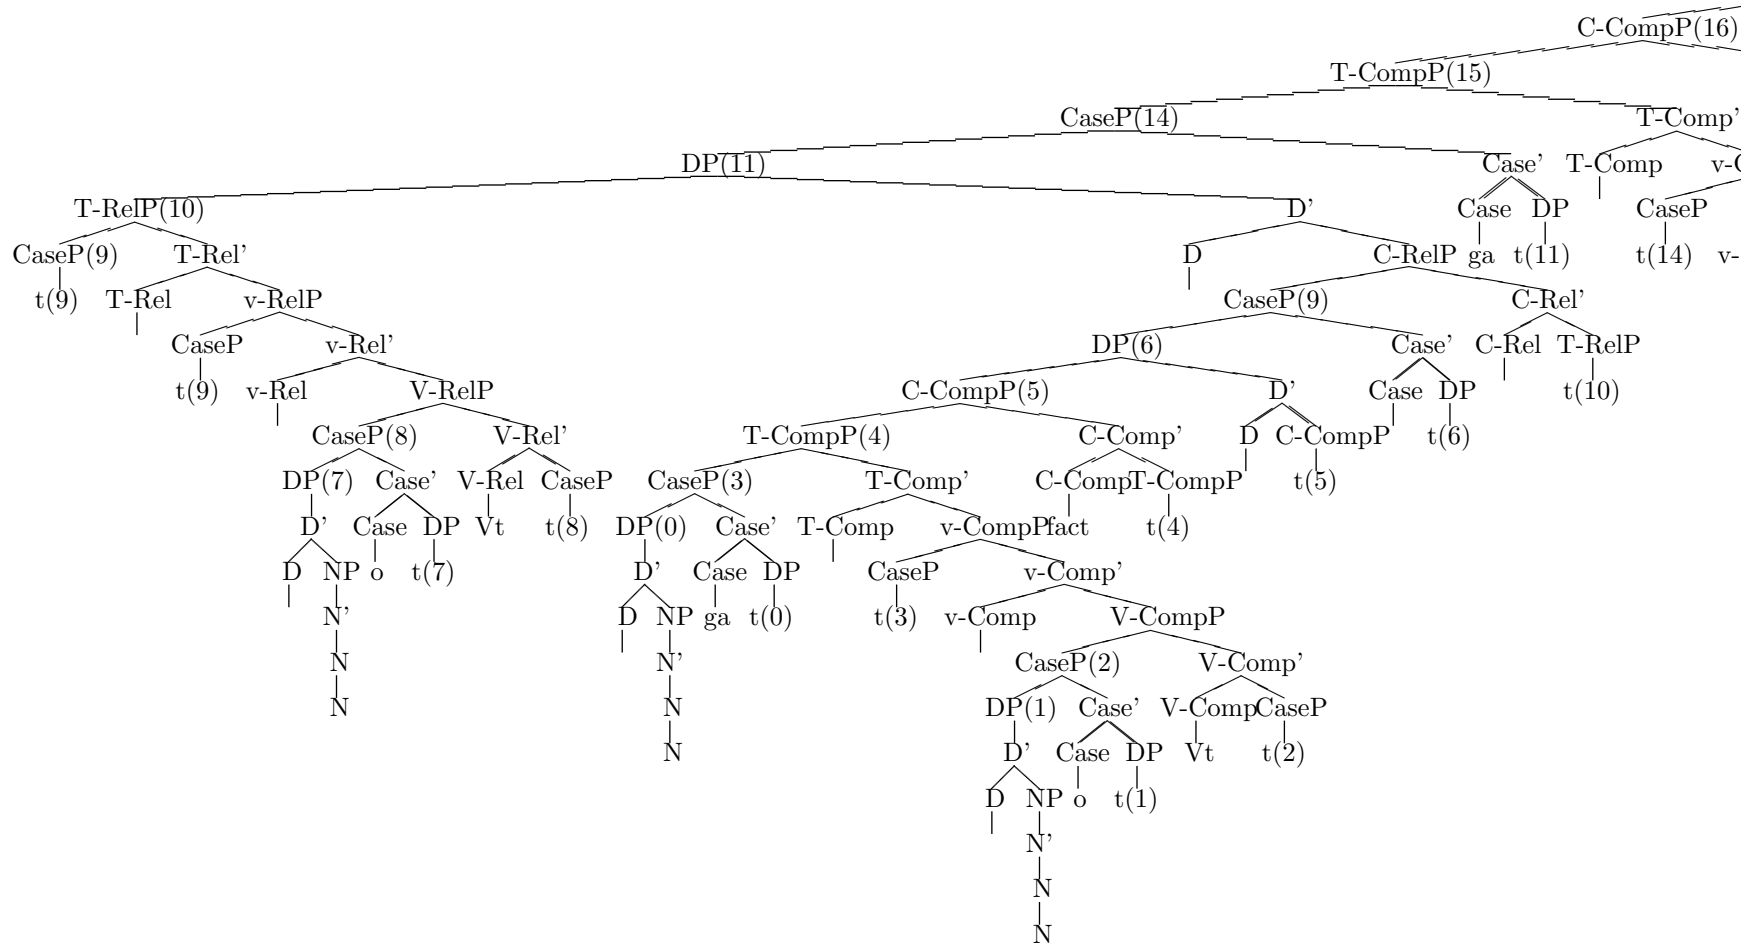 C-CompP(16)
T-CompP(15)
CaseP(14) T-Comp'
DP(11) Case' T-Comp
T-RelP(10) D' Case DP CaseP
CaseP(9) T-Rel' D C-RelP ga t(11) t(14) v-
t(9) T-Rel v-RelP CaseP(9) C-Rel'
CaseP v-Rel' DP(6) Case' C-Rel T-RelP
t(9) v-Rel V-RelP C-CompP(5) D' Case DP t(10)
CaseP(8) V-Rel' T-CompP(4) C-Comp' D C-CompP t(6)
DP(7) Case' V-Rel CaseP CaseP(3) T-Comp' C-Comp T-CompP t(5)
D' Case DP Vt t(8) DP(0) Case' T-Comp v-CompP fact t(4)
D NP o t(7) D' Case DP CaseP v-Comp'
N' D NP ga t(0) t(3) v-Comp V-CompP
N N' CaseP(2) V-Comp'
N N DP(1) Case' V-Comp CaseP
N D' Case DP Vt t(2)
D NP o t(1)
N'
N
N